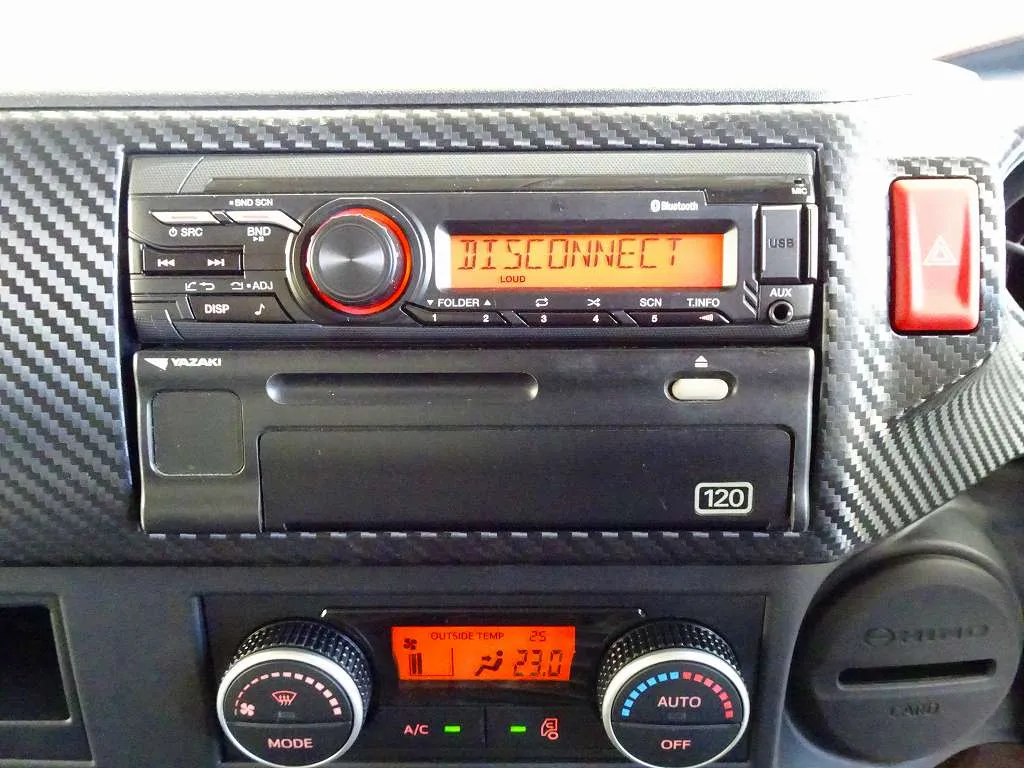 MIC
BND SCN
Bluetooth
SRC
BND
DISCONNECT
LOUD
USB
ADJ
DISP
FOLDER
SCN
T.INFO
AUX
1 2 3 4 5
YAZAKI
120
OUTSIDE TEMP 25
23.0
AUTO
MODE
A/C
OFF
HINO
CARD